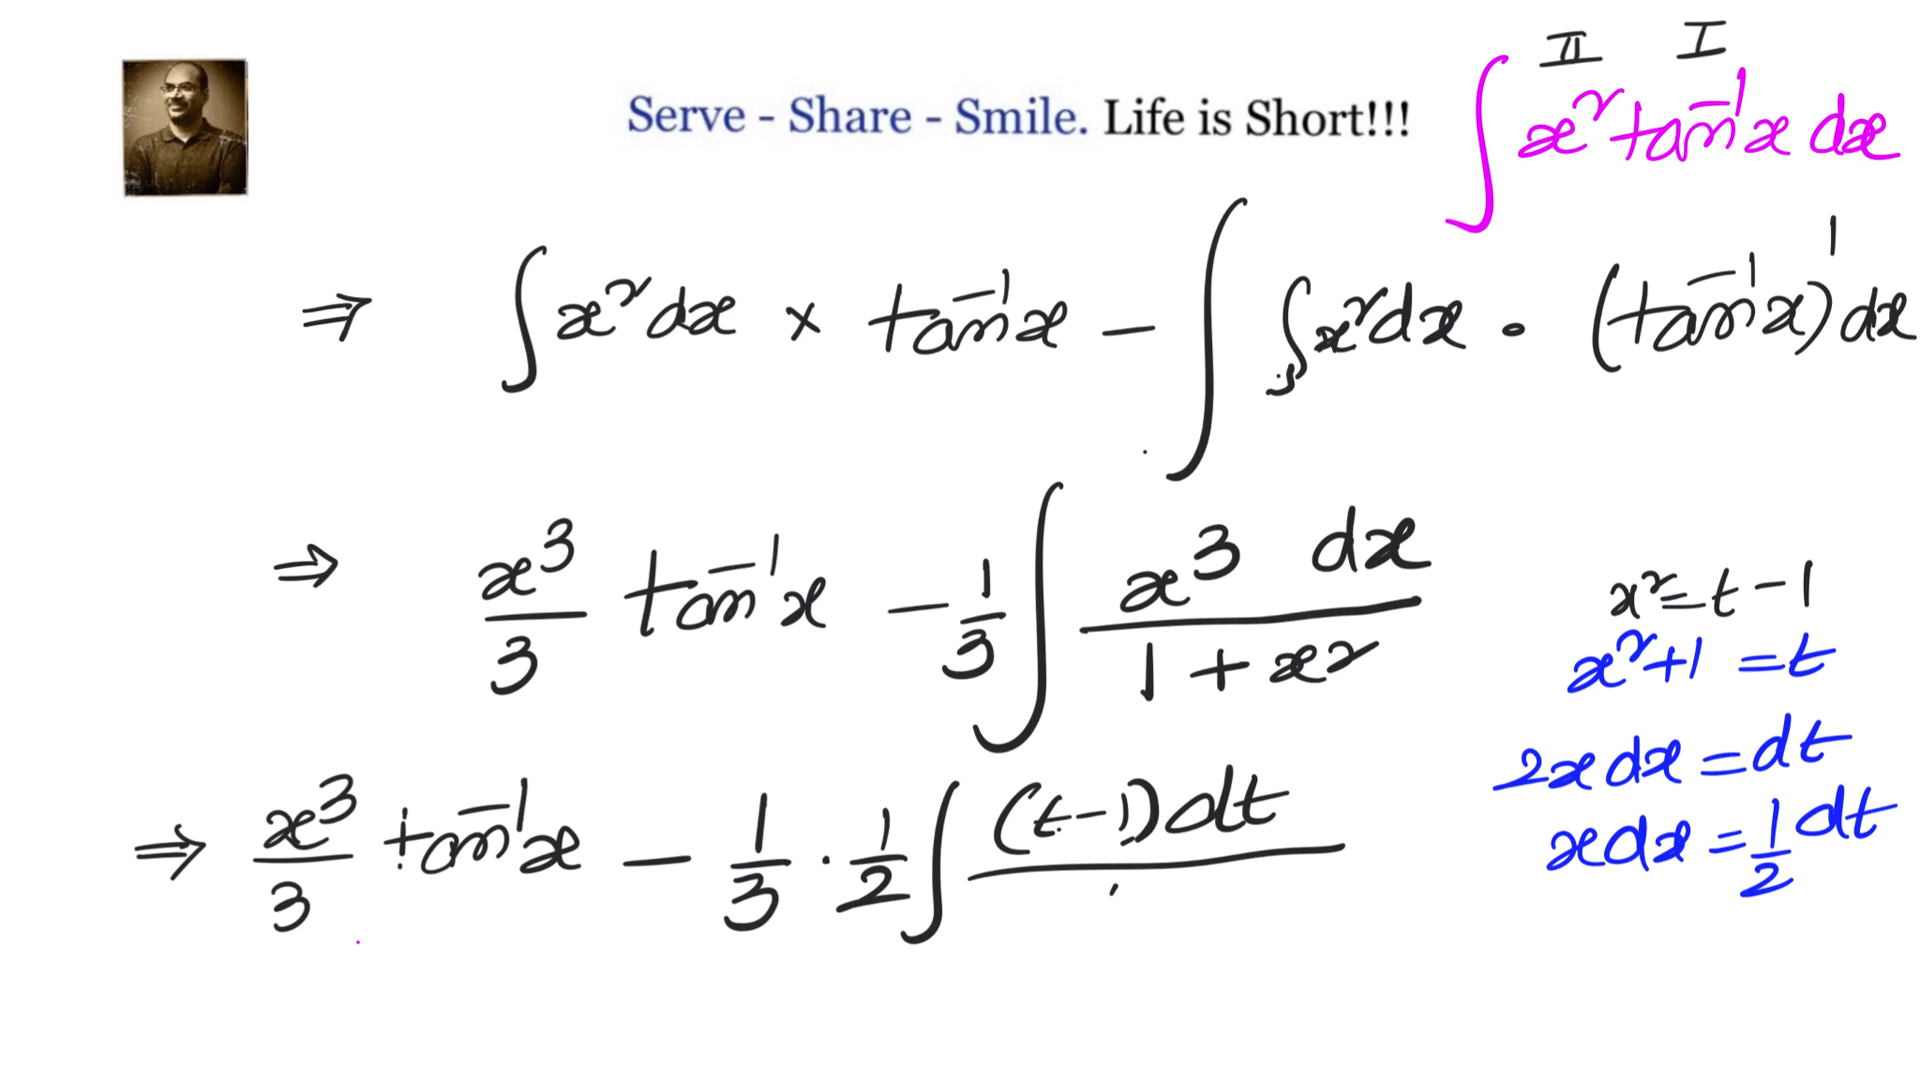 Serve - Share - Smile. Life is Short!!!
II I
∫ x² tan⁻¹x dx
⇒ ∫x² dx × tan⁻¹x - ∫ ∫x² dx · (tan⁻¹x)' dx
⇒ x³/3 tan⁻¹x - 1/3 ∫ x³ dx / 1 + x²
x² = t - 1
x² + 1 = t
2x dx = dt
x dx = 1/2 dt
⇒ x³/3 tan⁻¹x - 1/3 · 1/2 ∫ (t-1) dt /